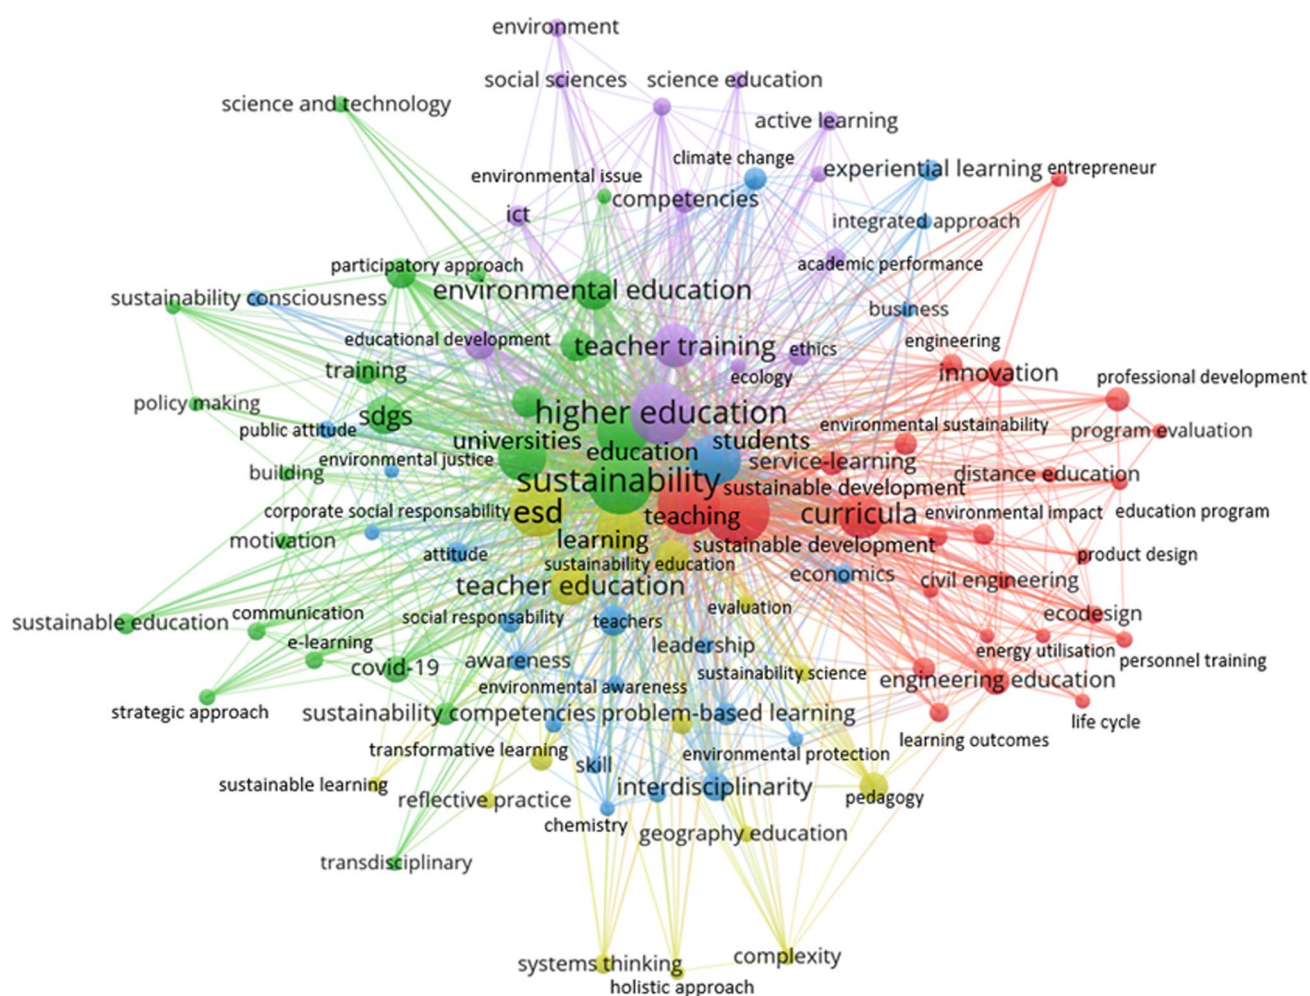 environment
social sciences
science education
science and technology
active learning
climate change
experiential learning
entrepreneur
environmental issue
competencies
ict
integrated approach
participatory approach
academic performance
environmental education
sustainability consciousness
business
educational development
teacher training
ethics
engineering
training
ecology
innovation
professional development
policy making
sdgs
higher education
public attitude
universities
students
environmental sustainability
program evaluation
education
environmental justice
service-learning
building
distance education
sustainability
sustainable development
corporate social responsibility
esd
teaching
curricula
environmental impact
education program
motivation
learning
sustainable development
attitude
product design
sustainability education
economics
civil engineering
teacher education
evaluation
sustainable education
communication
social responsibility
teachers
ecodesign
e-learning
leadership
energy utilisation
covid-19
awareness
sustainability science
personnel training
environmental awareness
engineering education
strategic approach
sustainability competencies
problem-based learning
life cycle
learning outcomes
transformative learning
environmental protection
skill
sustainable learning
interdisciplinarity
reflective practice
pedagogy
chemistry
geography education
transdisciplinary
complexity
systems thinking
holistic approach